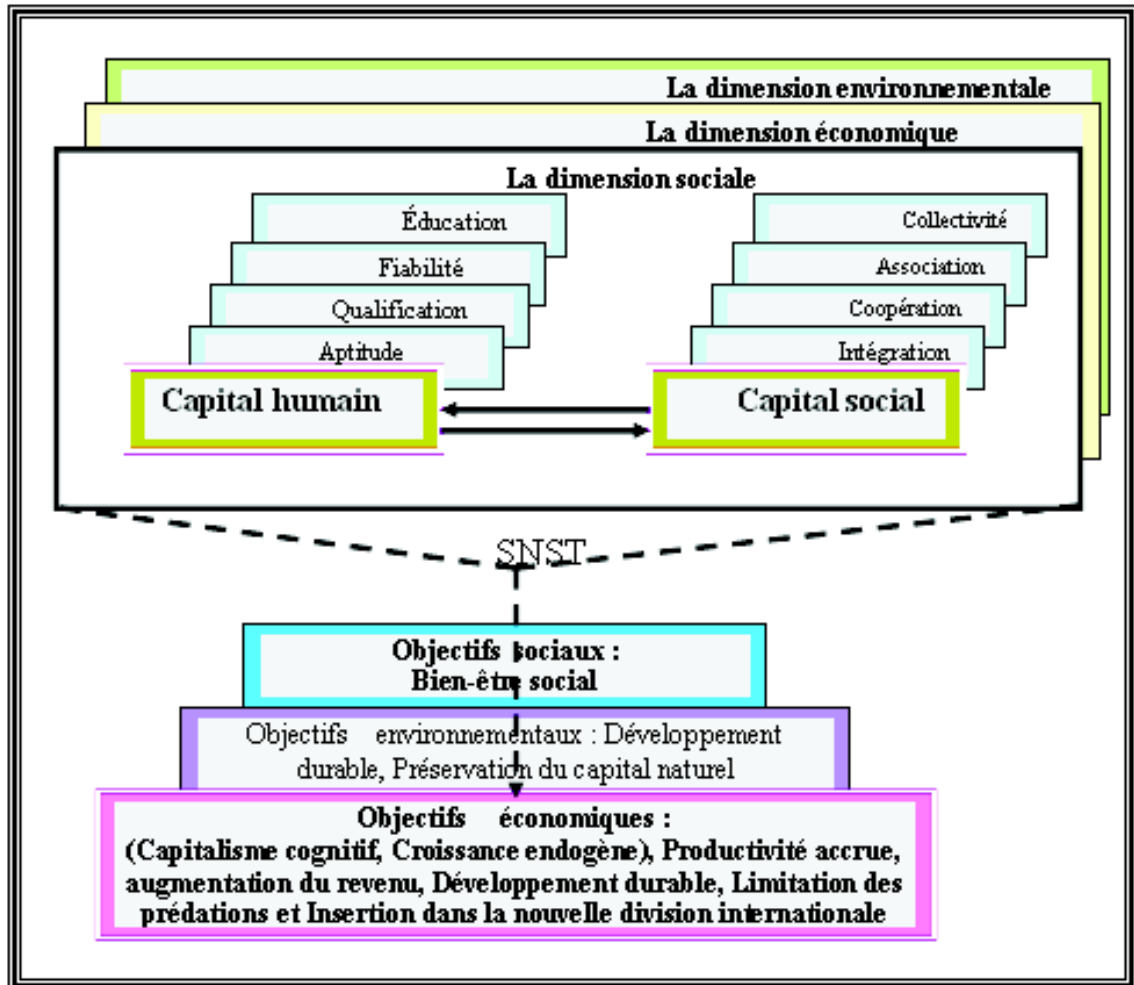 La dimension environnementale
La dimension économique
La dimension sociale
Éducation
Fiabilité
Qualification
Aptitude
Capital humain
Collectivité
Association
Coopération
Intégration
Capital social
SNST
Objectifs sociaux :
Bien-être social
Objectifs environnementaux : Développement
durable, Préservation du capital naturel
Objectifs économiques :
(Capitalisme cognitif, Croissance endogène), Productivité accrue,
augmentation du revenu, Développement durable, Limitation des
prédations et Insertion dans la nouvelle division internationale